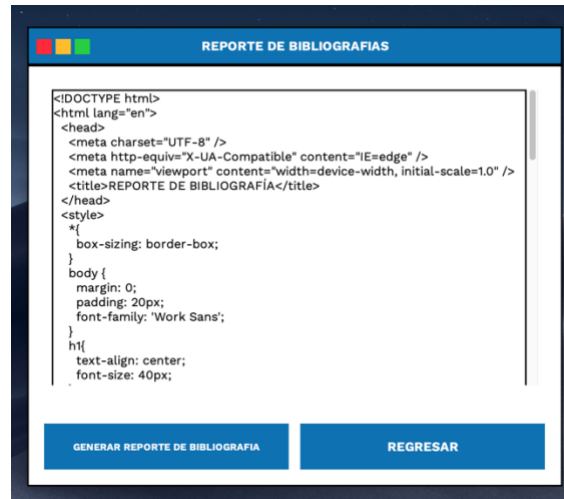 REPORTE DE BIBLIOGRAFIAS
<!DOCTYPE html>
<html lang="en">
<head>
<meta charset="UTF-8" />
<meta http-equiv="X-UA-Compatible" content="IE=edge" />
<meta name="viewport" content="width=device-width, initial-scale=1.0" />
<title>REPORTE DE BIBLIOGRAFÍA</title>
</head>
<style>
*{
box-sizing: border-box;
}
body {
margin: 0;
padding: 20px;
font-family: 'Work Sans';
}
h1{
text-align: center;
font-size: 40px;
GENERAR REPORTE DE BIBLIOGRAFIA
REGRESAR